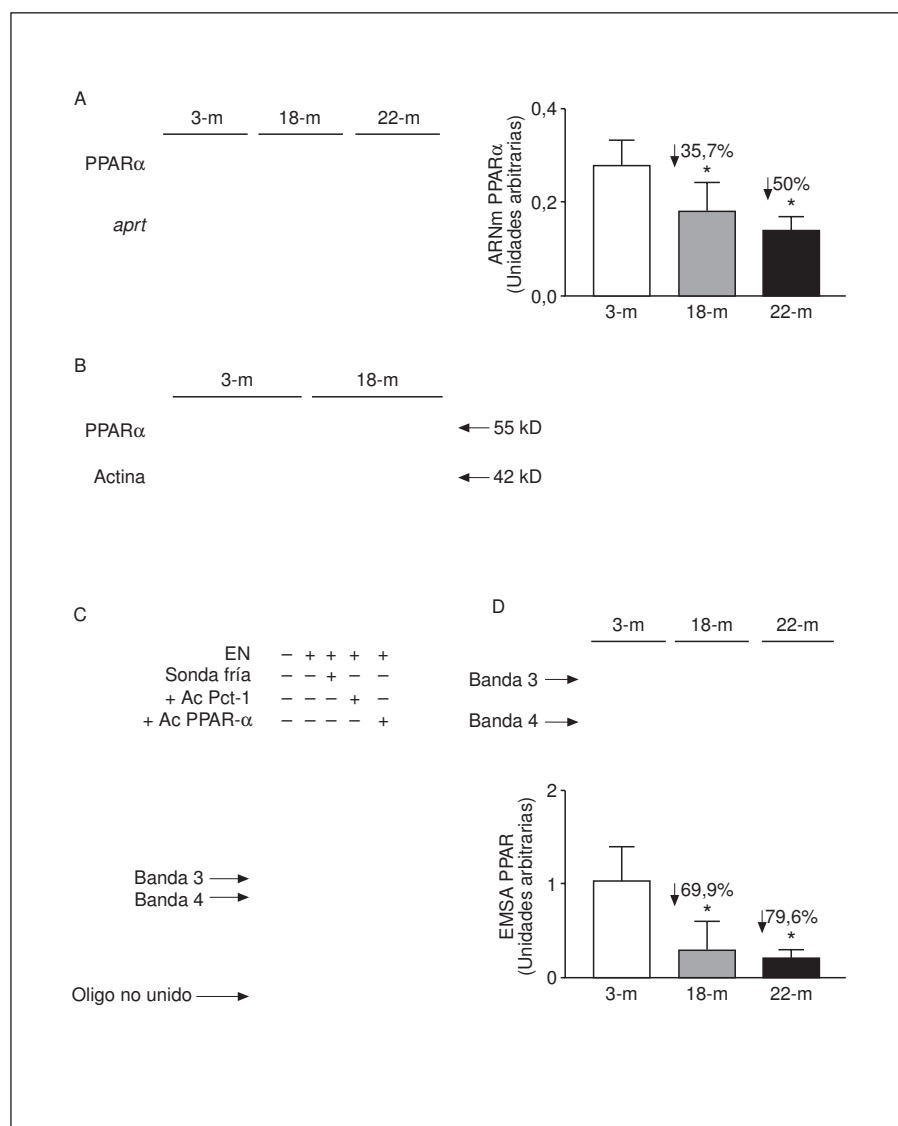 A
3-m 18-m 22-m
PPARα
aprt
ARNm PPARα
(Unidades arbitrarias)
0,4
0,2
0,0
35,7%
*
50%
*
3-m 18-m 22-m
B
3-m 18-m
PPARα 55 kD
Actina 42 kD
C
EN – + + + +
Sonda fría – – + – –
+ Ac Pct-1 – – – + –
+ Ac PPAR-α – – – – +
Banda 3
Banda 4
Oligo no unido
D
3-m 18-m 22-m
Banda 3
Banda 4
EMSA PPAR
(Unidades arbitrarias)
2
1
0
69,9%
*
79,6%
*
3-m 18-m 22-m